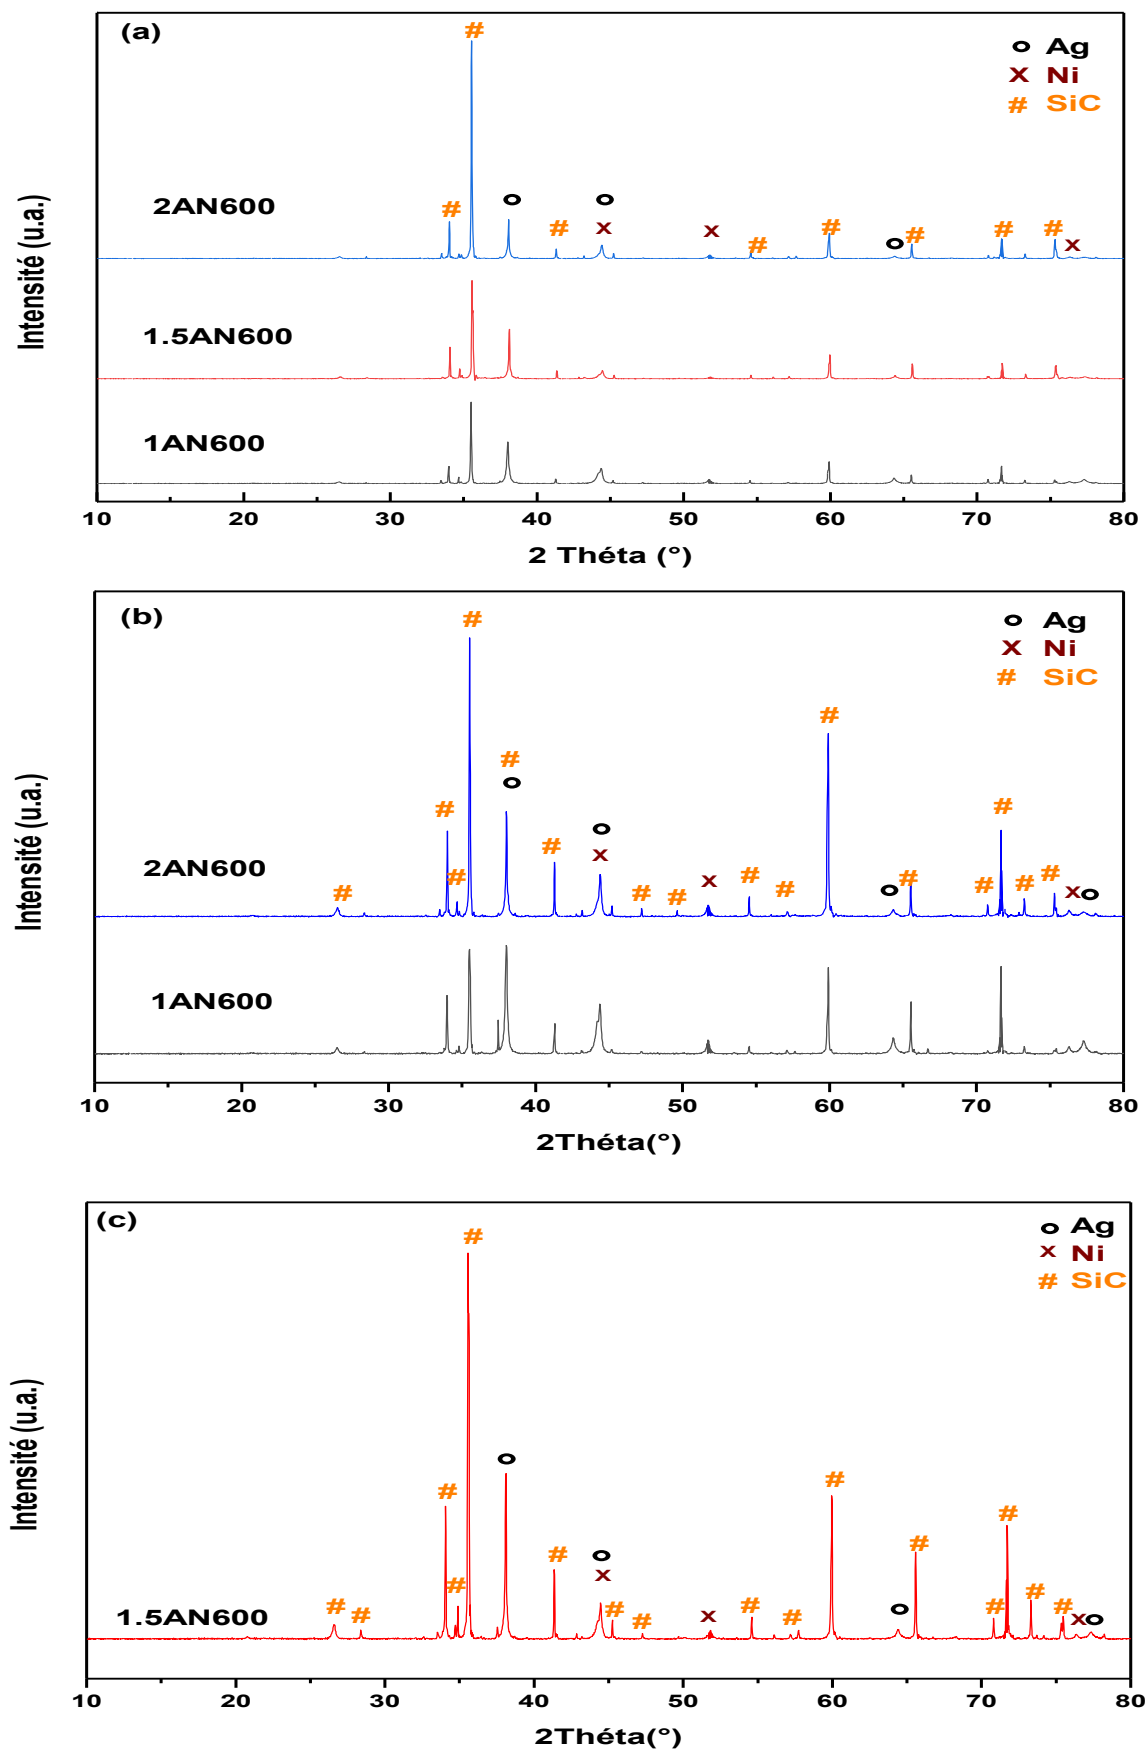 (a)
o Ag
x Ni
# SiC
#
2AN600
# o # o x x # # o # # # x
1.5AN600
1AN600
10 20 30 40 50 60 70 80
2 Théta (°)
Intensité (u.a.)
(b)
o Ag
x Ni
# SiC
#
#
# o
# # # o x # # #
2AN600
# # # x # # o # # # # x o
1AN600
10 20 30 40 50 60 70 80
2Théta(°)
Intensité (u.a.)
(c)
o Ag
x Ni
# SiC
#
o
# # #
# # o x #
1.5AN600
# # # # x # # o # # # x o
10 20 30 40 50 60 70 80
2Théta(°)
Intensité (u.a.)